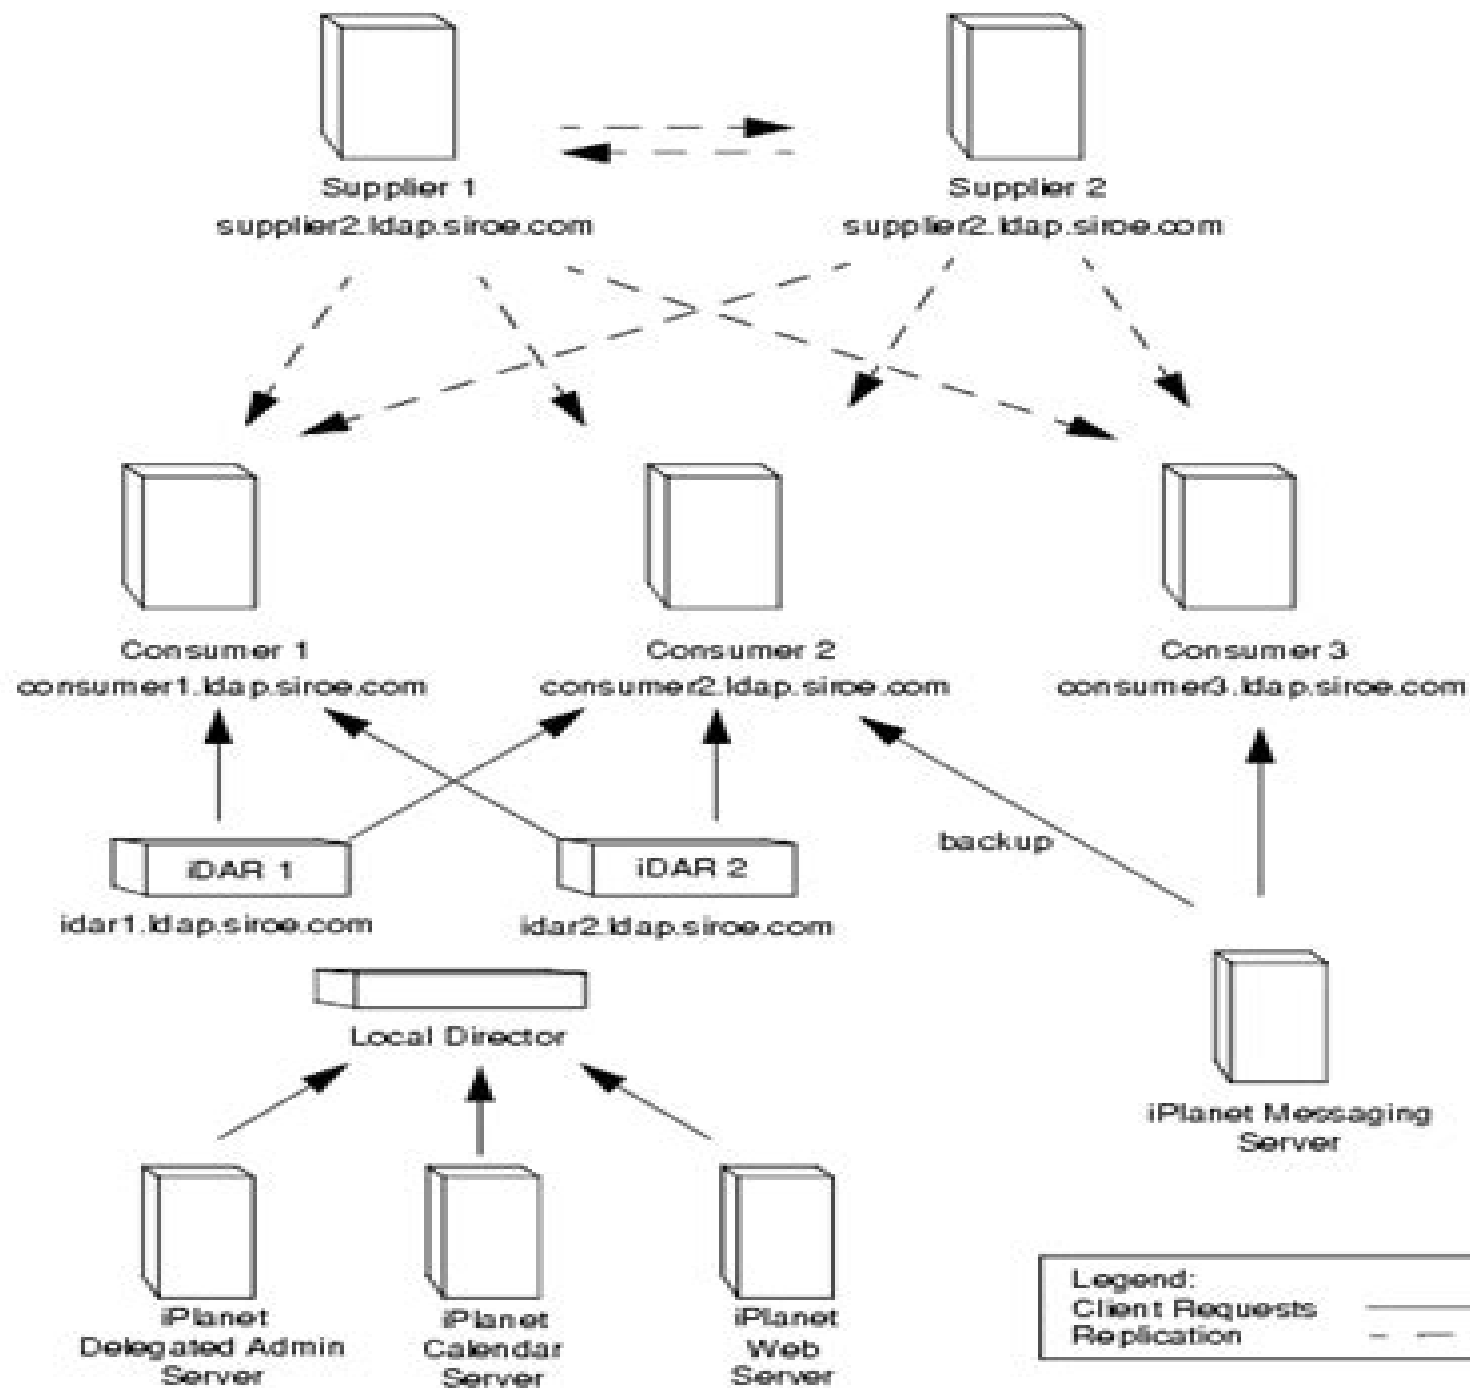 Supplier 1
supplier2.ldap.siroe.com
Supplier 2
supplier2.ldap.siroe.com
Consumer 1
consumer1.ldap.siroe.com
Consumer 2
consumer2.ldap.siroe.com
Consumer 3
consumer3.ldap.siroe.com
backup
iDAR 1
idar1.ldap.siroe.com
iDAR 2
idar2.ldap.siroe.com
Local Director
iPlanet Messaging
Server
iPlanet
Delegated Admin
Server
iPlanet
Calendar
Server
iPlanet
Web
Server
Legend:
Client Requests
Replication